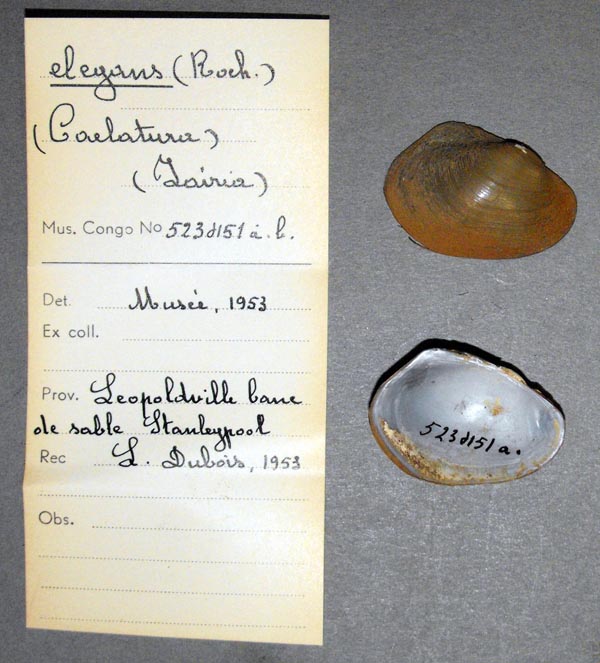 elegans (Roch.)
(Caelatura)
(Zairia)
Mus. Congo No 523d151 à b.
Det. Musée, 1953
Ex coll.
Prov. Leopoldville banc
de sable Stanleypool
Rec L. Dubois, 1953
Obs.
523d151 a.